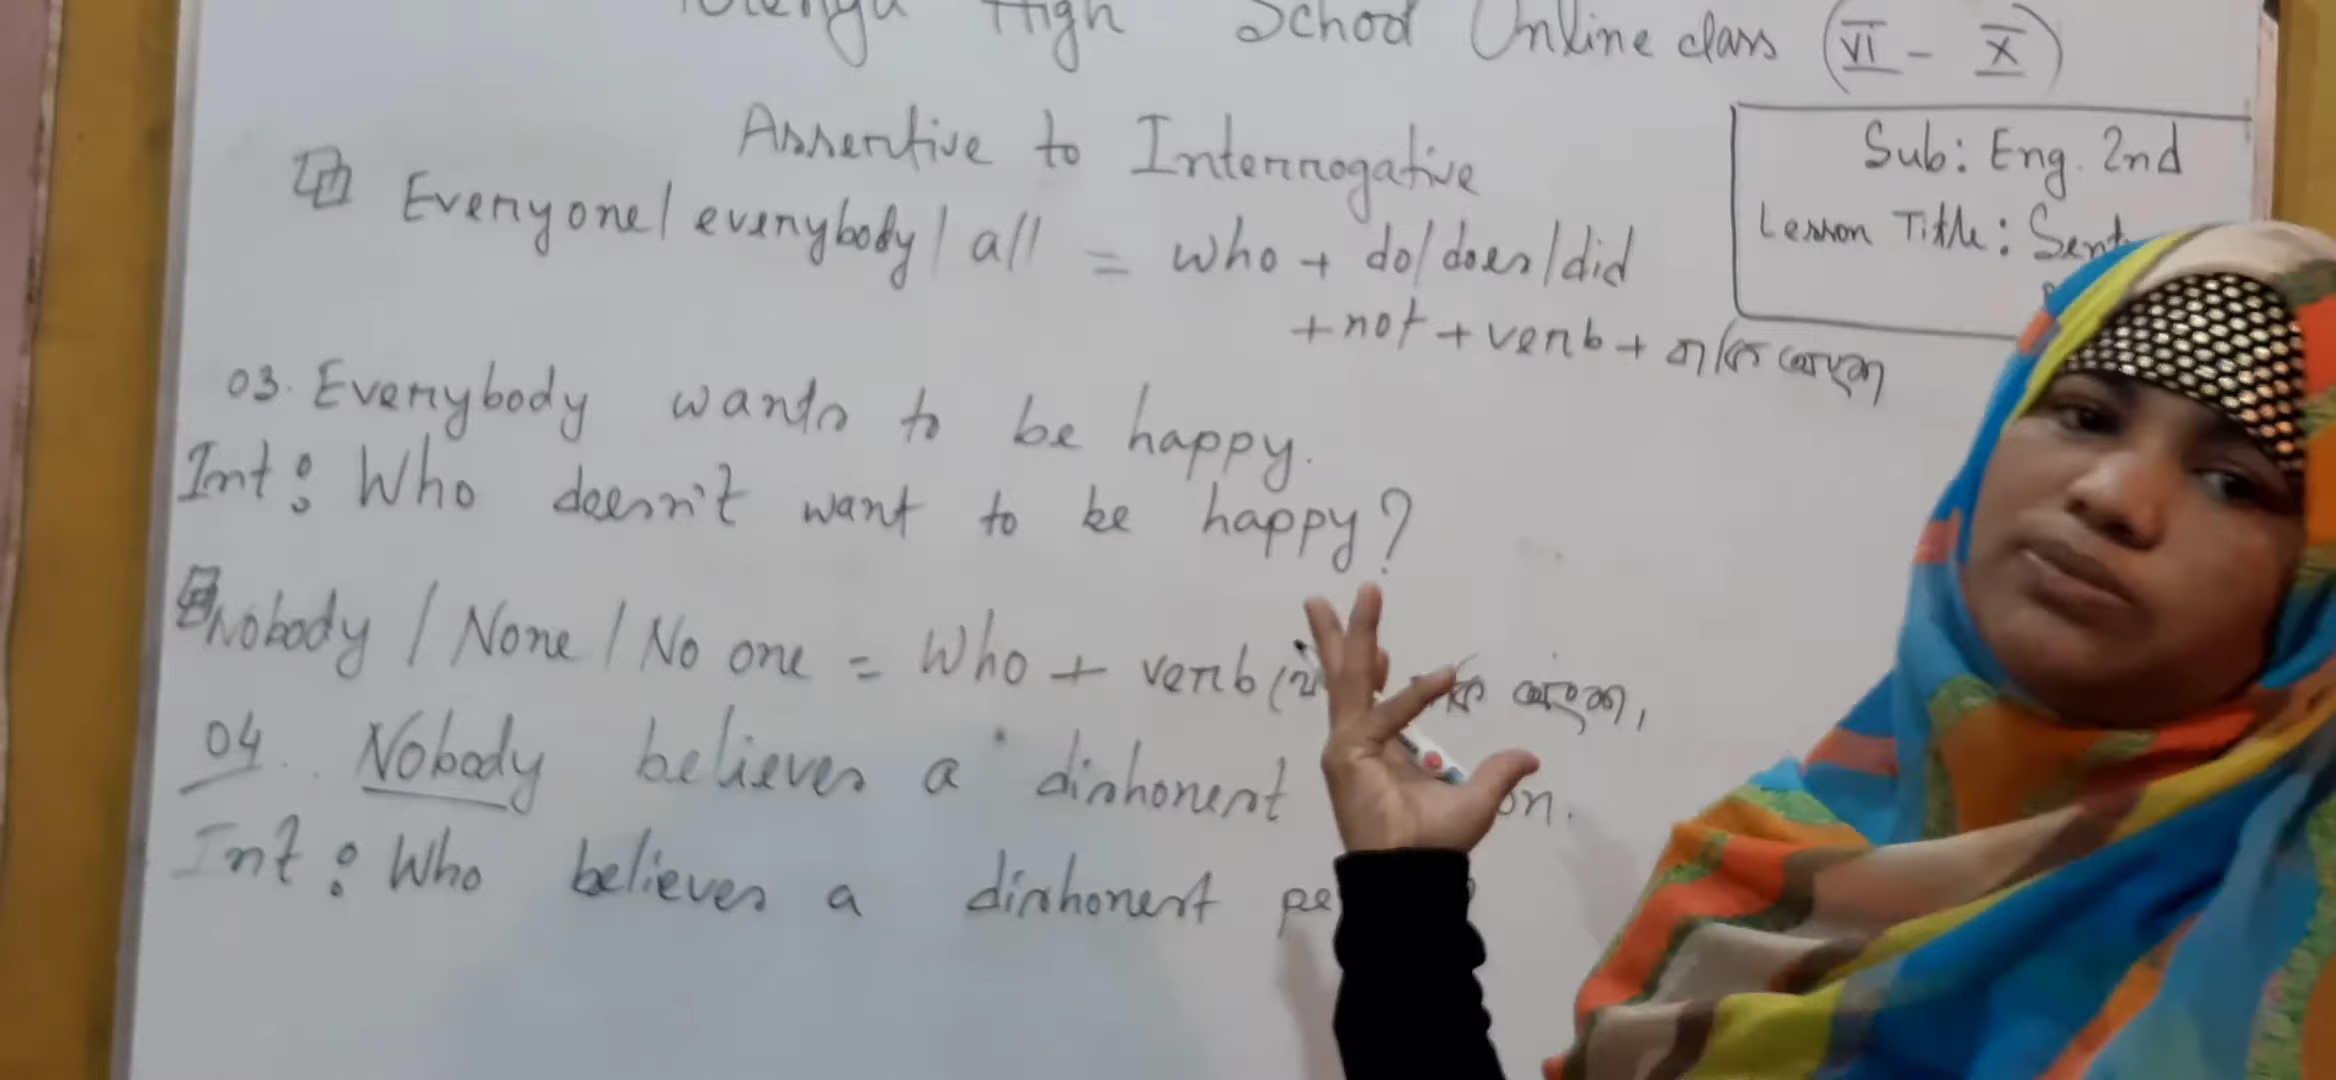 High School Online class (VI - X)
Assertive to Interrogative
Sub: Eng. 2nd
Lesson Title:
Everyone/ everybody/ all = who + do/does/did
+ not + verb +
03. Everybody wants to be happy.
Int: Who doesn't want to be happy?
Nobody / None / No one = Who + verb
04. Nobody believes a dishonest
Int: Who believes a dishonest